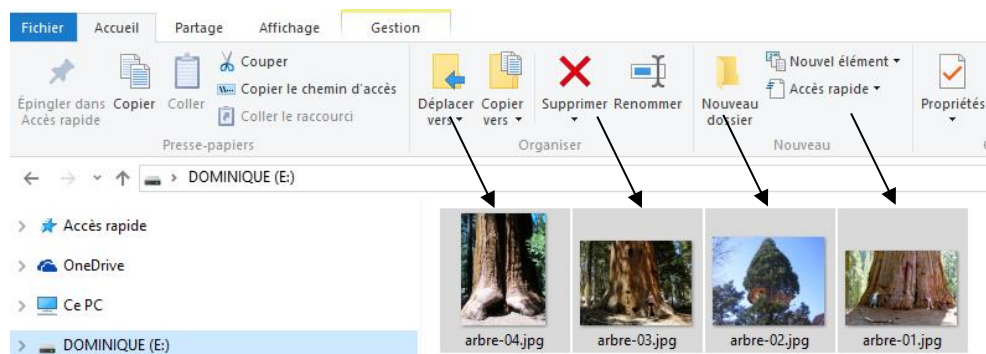 Fichier Accueil Partage Affichage Gestion
Couper
Copier le chemin d'accès
Coller le raccourci
Épingler dans
Accès rapide
Copier
Coller
Presse-papiers
Déplacer
vers
Copier
vers
Supprimer
Renommer
Organiser
Nouveau
dossier
Nouvel élément
Accès rapide
Nouveau
Propriétés
DOMINIQUE (E:)
Accès rapide
OneDrive
Ce PC
DOMINIQUE (E:)
arbre-04.jpg arbre-03.jpg arbre-02.jpg arbre-01.jpg